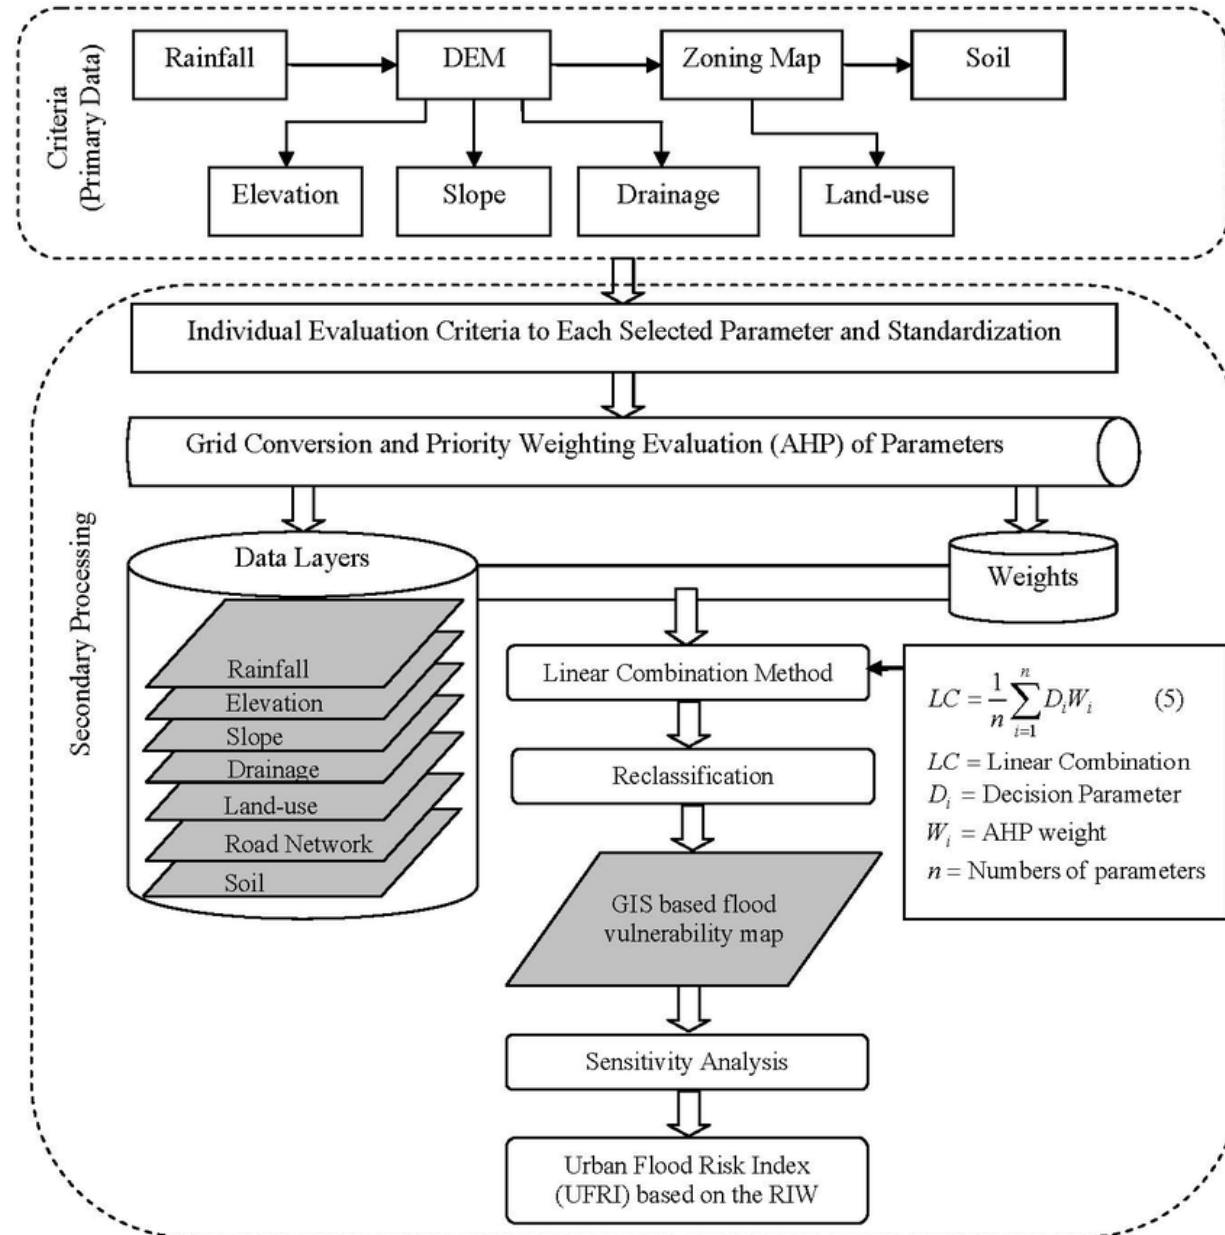 Criteria
(Primary Data)
Rainfall
DEM
Zoning Map
Soil
Elevation
Slope
Drainage
Land-use
Secondary Processing
Individual Evaluation Criteria to Each Selected Parameter and Standardization
Grid Conversion and Priority Weighting Evaluation (AHP) of Parameters
Data Layers
Weights
Rainfall
Elevation
Slope
Drainage
Land-use
Road Network
Soil
Linear Combination Method
Reclassification
GIS based flood
vulnerability map
Sensitivity Analysis
Urban Flood Risk Index
(UFRI) based on the RIW
LC = \frac{1}{n} \sum_{i=1}^{n} D_i W_i (5)
LC = Linear Combination
D_i = Decision Parameter
W_i = AHP weight
n = Numbers of parameters